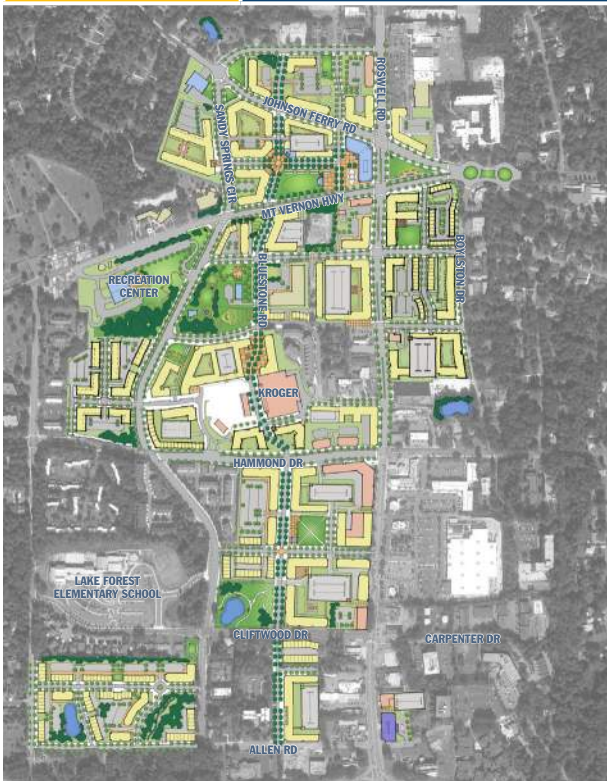 ROSWELL RD
JOHNSON FERRY RD
SANDY SPRINGS CIR
MT VERNON HWY
BOYLSTON DR
BLUESTONE RD
RECREATION
CENTER
KROGER
HAMMOND DR
LAKE FOREST
ELEMENTARY SCHOOL
CLIFTWOOD DR
CARPENTER DR
ALLEN RD